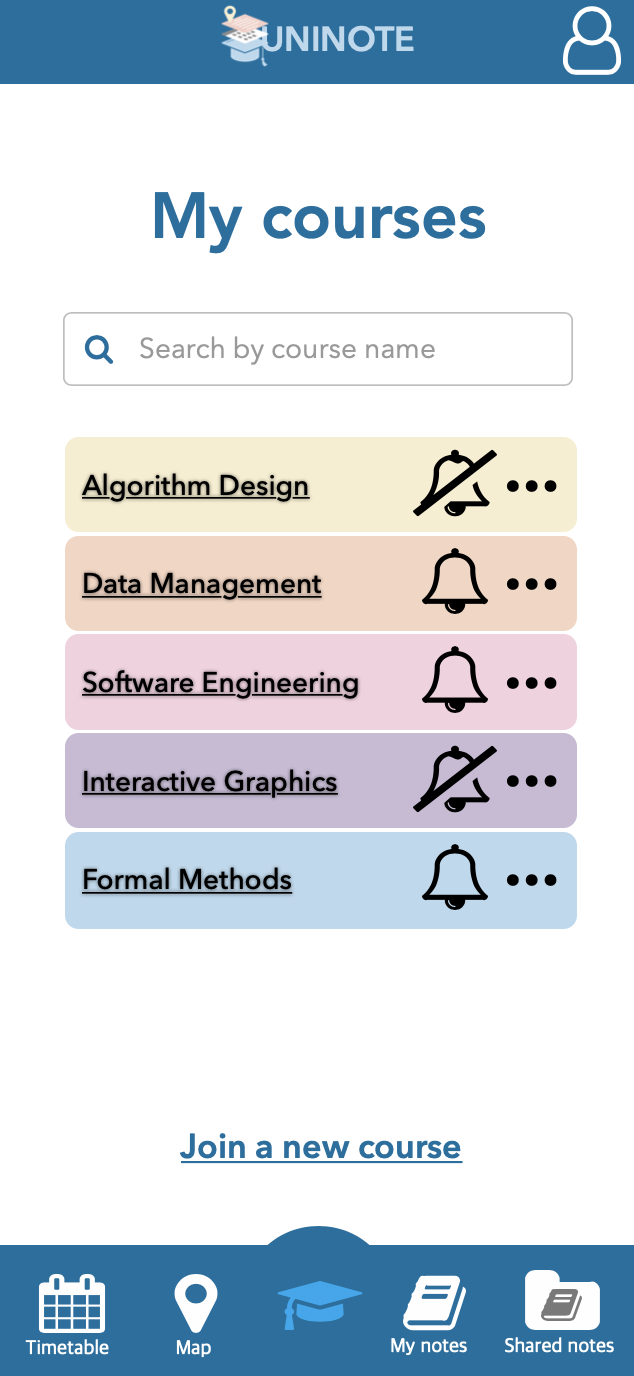 UNINOTE
My courses
Search by course name
Algorithm Design
Data Management
Software Engineering
Interactive Graphics
Formal Methods
Join a new course
Timetable
Map
My notes
Shared notes